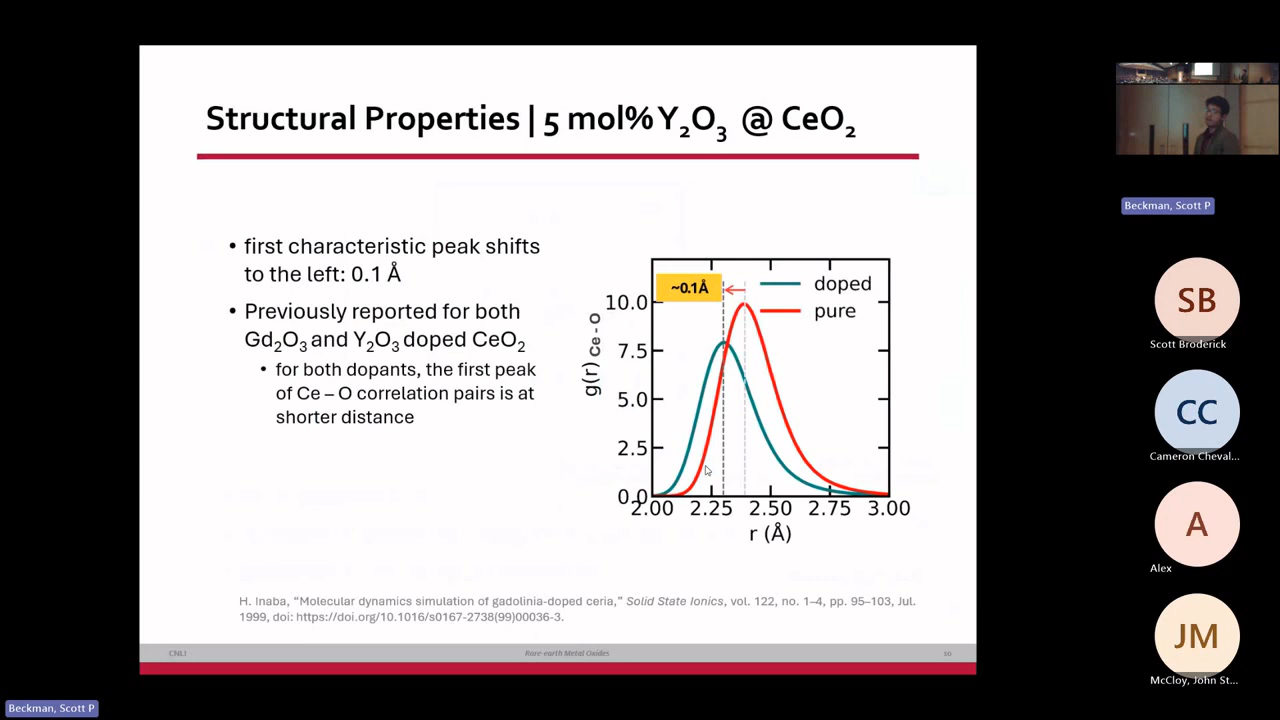 Structural Properties | 5 mol% Y₂O₃ @ CeO₂
• first characteristic peak shifts
to the left: 0.1 Å
• Previously reported for both
Gd₂O₃ and Y₂O₃ doped CeO₂
• for both dopants, the first peak
of Ce – O correlation pairs is at
shorter distance
~0.1Å
doped
pure
10.0
7.5
5.0
2.5
0.0
g(r) Ce - O
2.00 2.25 2.50 2.75 3.00
r (Å)
H. Inaba, “Molecular dynamics simulation of gadolinia-doped ceria,” Solid State Ionics, vol. 122, no. 1–4, pp. 95–103, Jul.
1999, doi: https://doi.org/10.1016/s0167-2738(99)00036-3.
CNLI
Rare-earth Metal Oxides
10
Beckman, Scott P
SB
Scott Broderick
CC
Cameron Cheval...
A
Alex
JM
McCloy, John St...
Beckman, Scott P